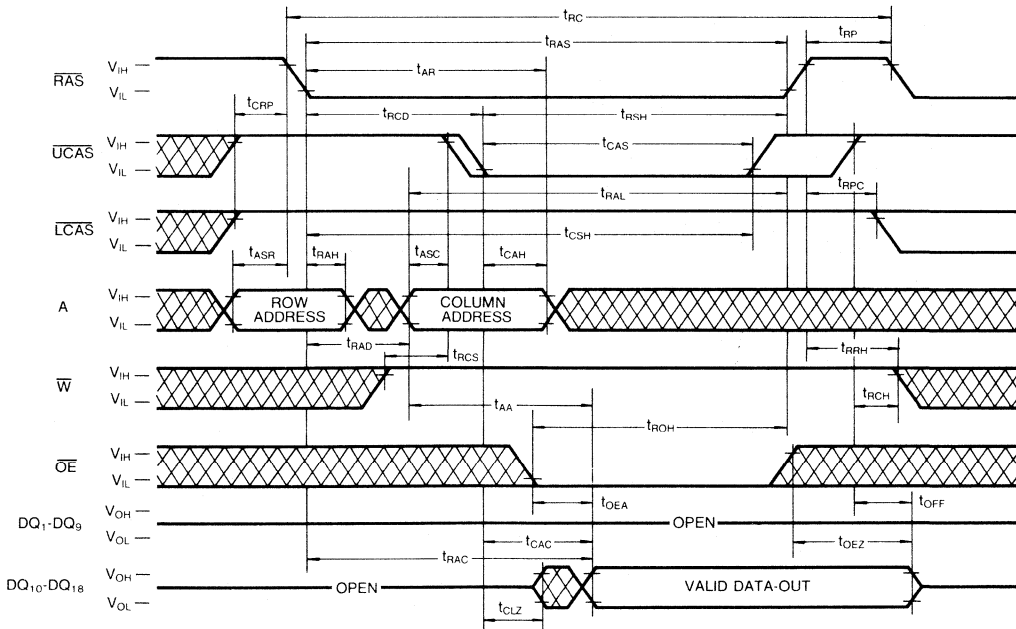 tRC
tRAS
tRP
tAR
RAS
VIH
VIL
tCRP
tRCD
tRSH
UCAS
VIH
VIL
tCAS
tRAL
tRPC
LCAS
VIH
VIL
tCSH
tASR
tRAH
tASC
tCAH
A
VIH
VIL
ROW ADDRESS
COLUMN ADDRESS
tRAD
tRCS
tRRH
W
VIH
VIL
tRCH
tAA
tROH
OE
VIH
VIL
tOEA
tOFF
DQ1-DQ9
VOH
VOL
OPEN
tCAC
tOEZ
tRAC
DQ10-DQ18
VOH
VOL
OPEN
VALID DATA-OUT
tCLZ